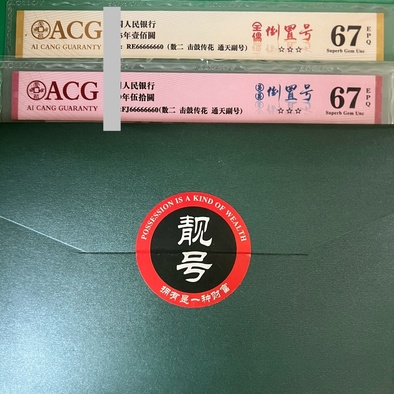 ACG
AI CANG GUARANTY
国人民银行
5年壹佰圆
: RE66666660 (数二 击鼓传花 通天副号)
倒置号
☆☆☆
67
EPQ
Superb Gem Unc
ACG
AI CANG GUARANTY
国人民银行
年伍拾圆
FJ66666660 (数二 击鼓传花 通天副号)
倒置号
☆☆☆
67
EPQ
Superb Gem Unc
POSSESSION IS A KIND OF WEALTH
靓号
拥有是一种财富